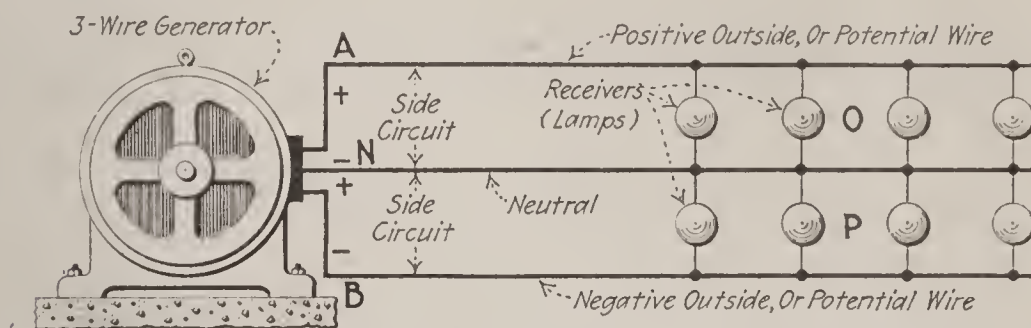 3-Wire Generator
A
Positive Outside, Or Potential Wire
+
Side
Circuit
Receivers
(Lamps)
O
– N
+
Side
Circuit
Neutral
P
–
B
Negative Outside, Or Potential Wire